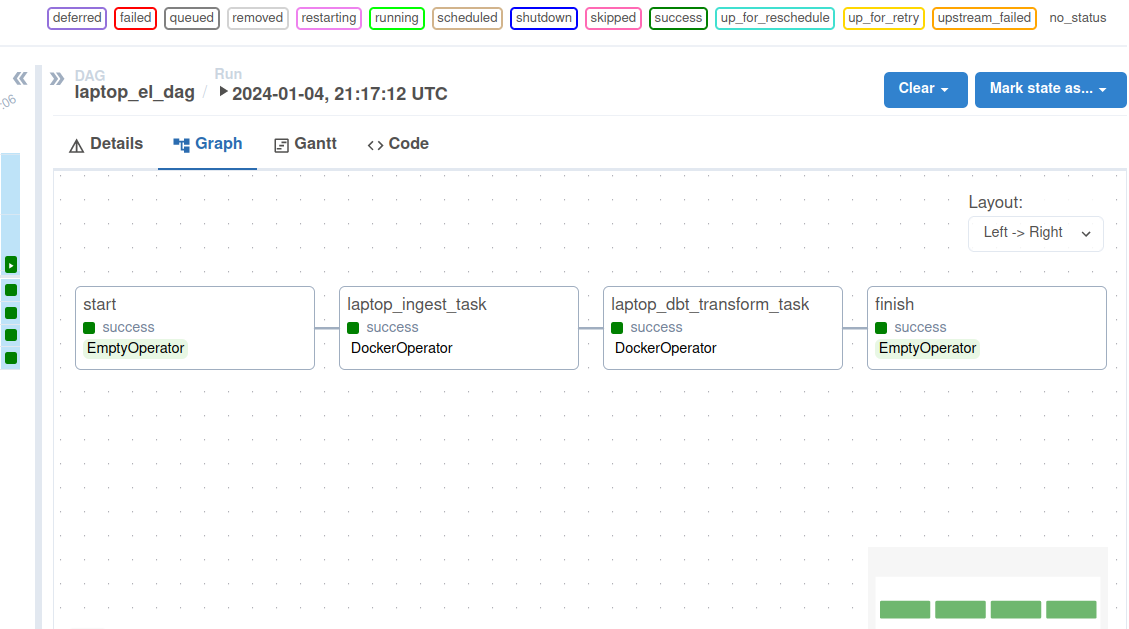 deferred failed queued removed restarting running scheduled shutdown skipped success up_for_reschedule up_for_retry upstream_failed no_status
« » DAG Run
:06 laptop_el_dag / 2024-01-04, 21:17:12 UTC Clear Mark state as...
Details Graph Gantt <> Code
Layout:
Left -> Right
start
success
EmptyOperator
laptop_ingest_task
success
DockerOperator
laptop_dbt_transform_task
success
DockerOperator
finish
success
EmptyOperator